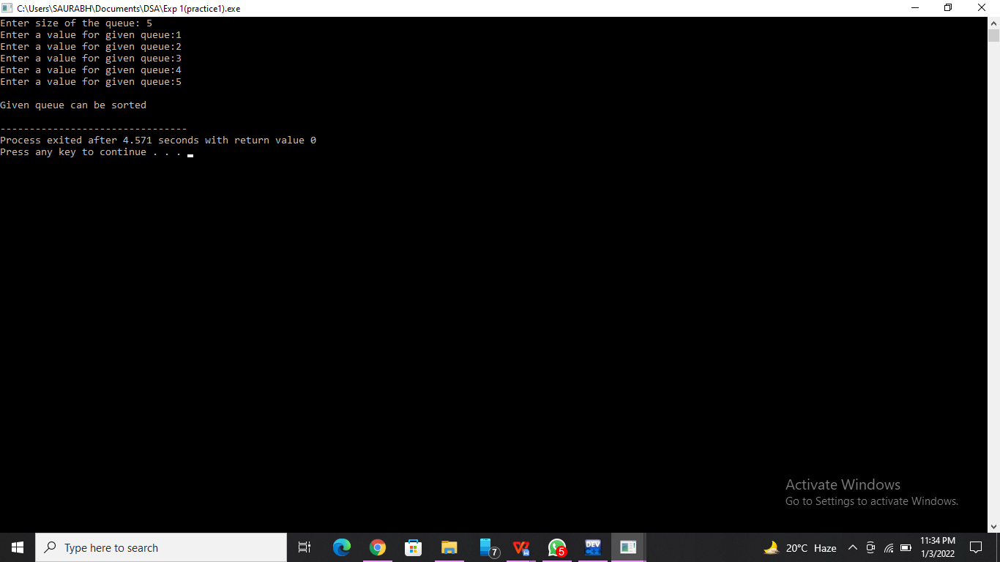 C:\Users\SAURABH\Documents\DSA\Exp 1(practice1).exe
Enter size of the queue: 5
Enter a value for given queue:1
Enter a value for given queue:2
Enter a value for given queue:3
Enter a value for given queue:4
Enter a value for given queue:5
Given queue can be sorted
--------------------------------
Process exited after 4.571 seconds with return value 0
Press any key to continue . . .
Activate Windows
Go to Settings to activate Windows.
Type here to search
7
5
DEV
20°C Haze
11:34 PM
1/3/2022